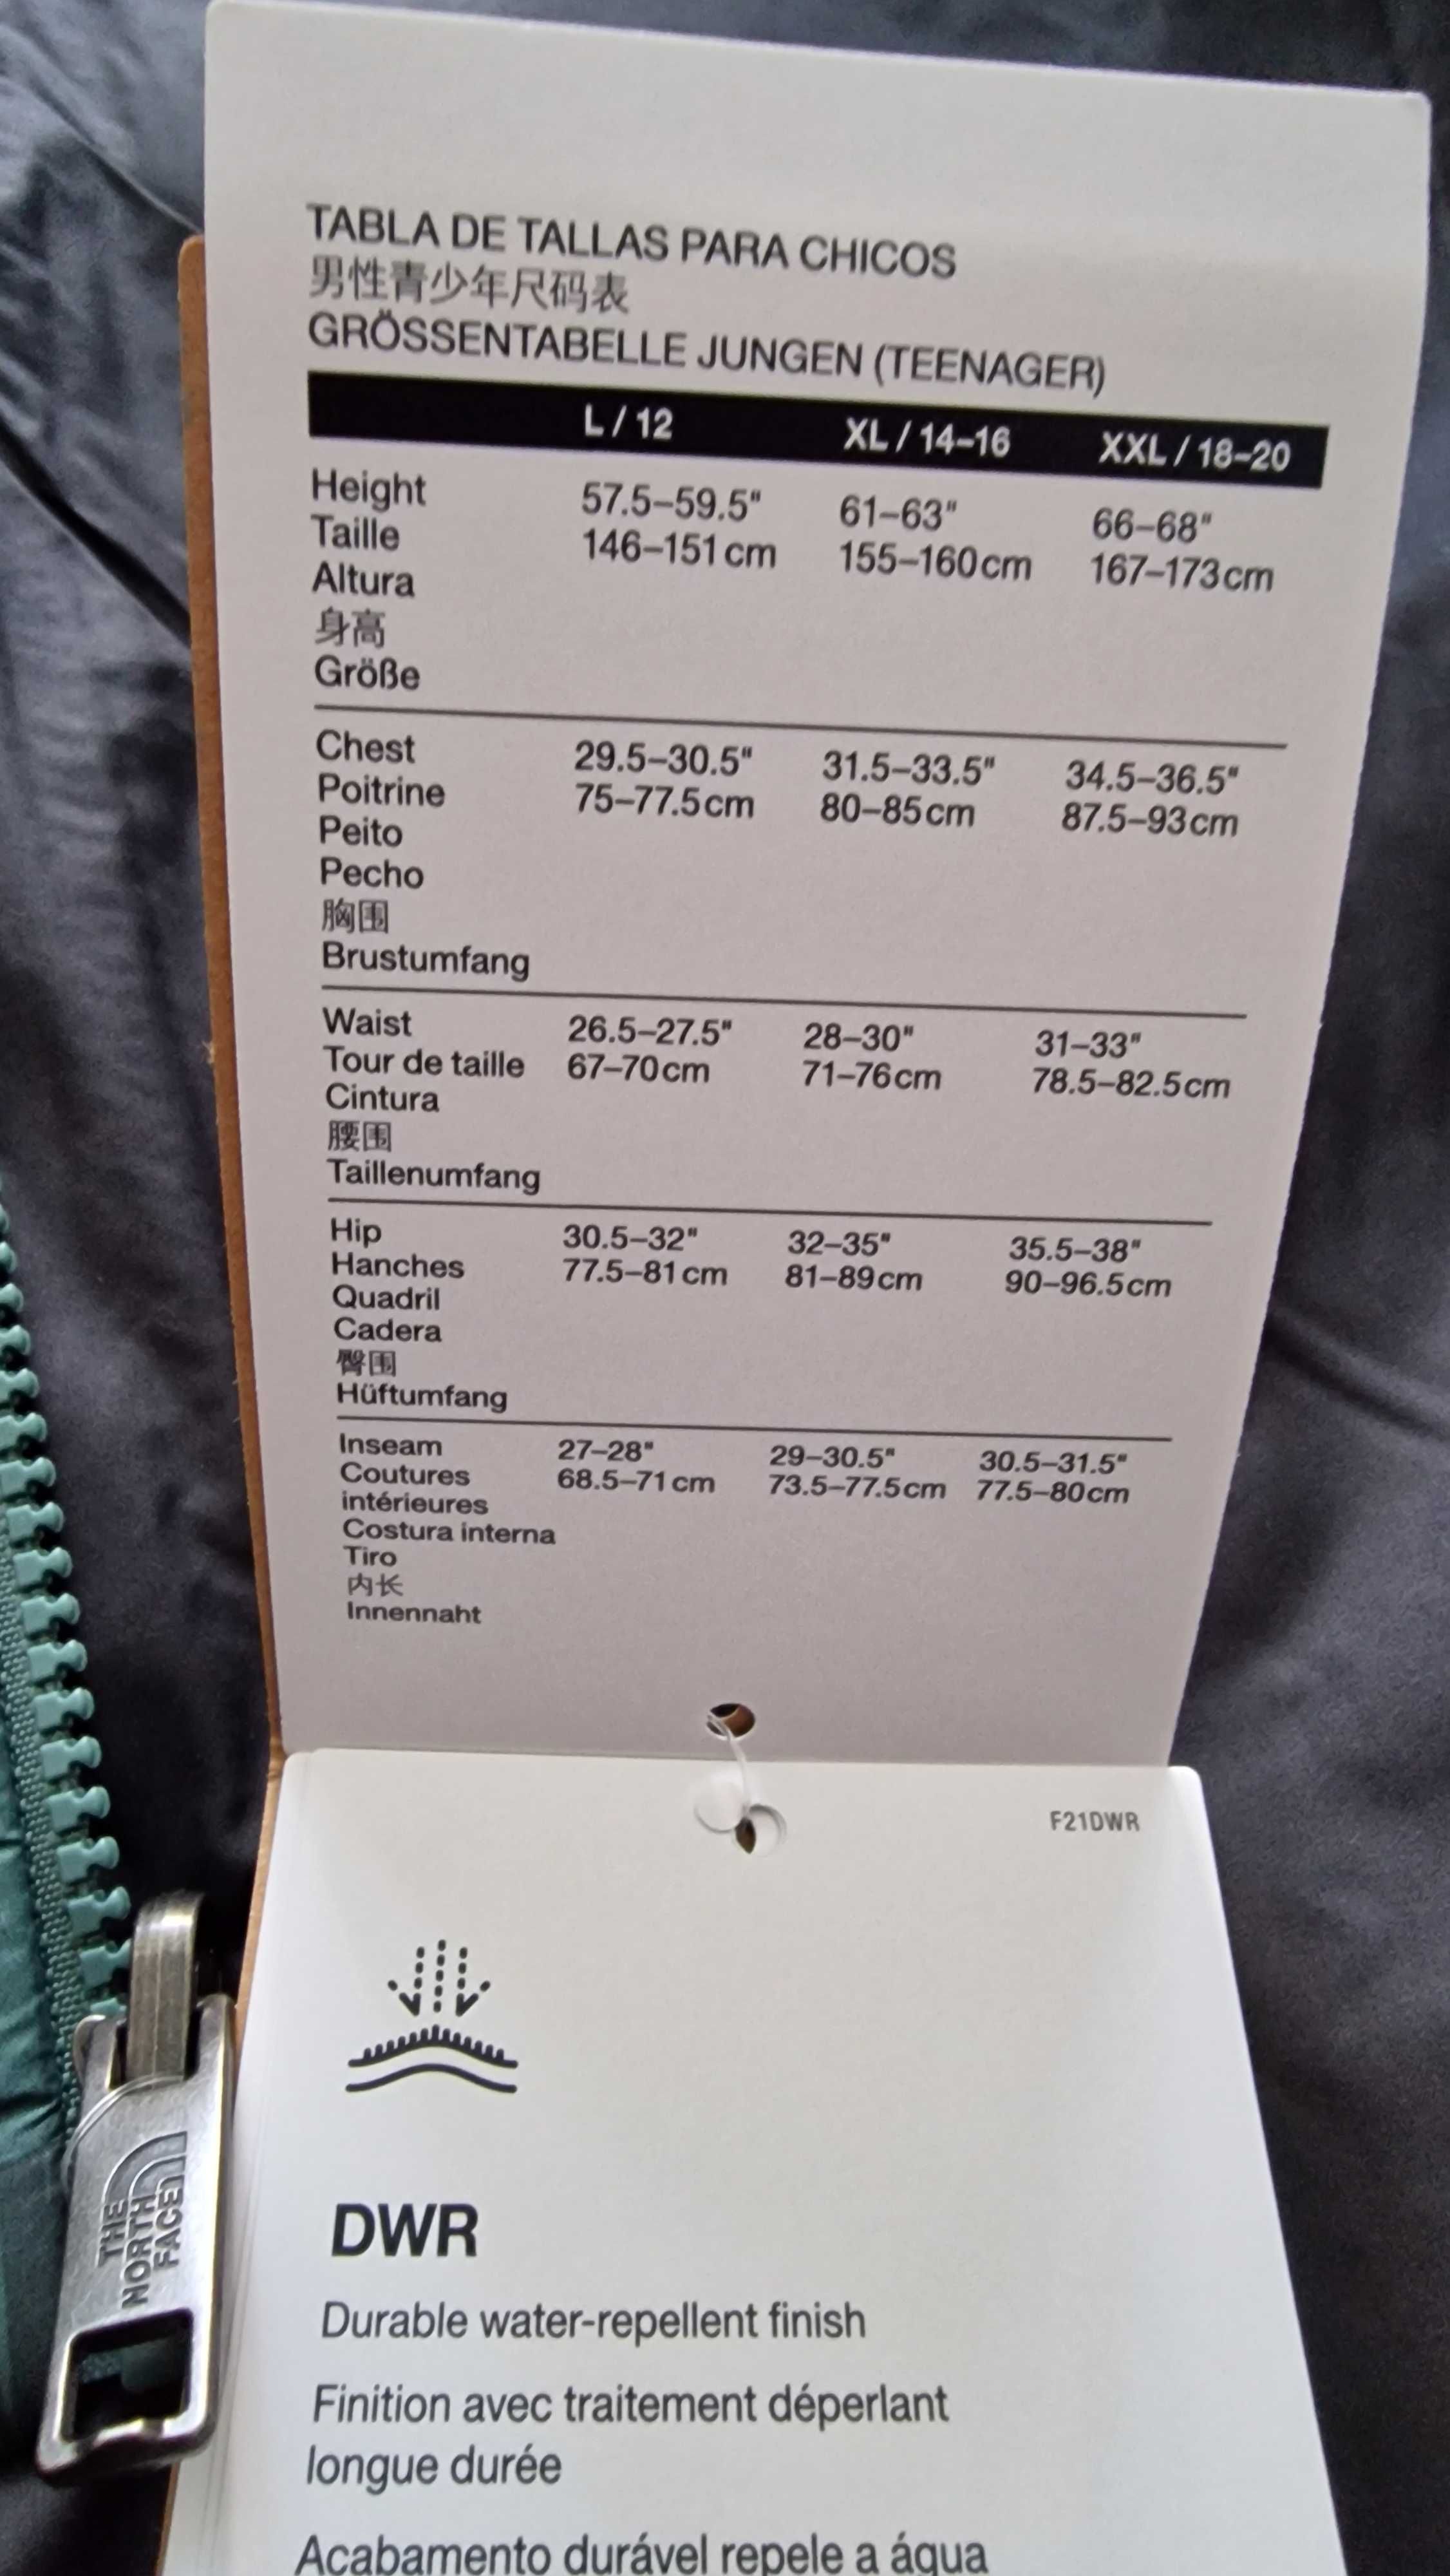 TABLA DE TALLAS PARA CHICOS
男性青少年尺码表
GRÖSSENTABELLE JUNGEN (TEENAGER)
L / 12 XL / 14–16 XXL / 18–20
Height 57.5–59.5" 61–63" 66–68"
Taille 146–151 cm 155–160 cm 167–173 cm
Altura
身高
Größe
Chest 29.5–30.5" 31.5–33.5" 34.5–36.5"
Poitrine 75–77.5 cm 80–85 cm 87.5–93 cm
Peito
Pecho
胸围
Brustumfang
Waist 26.5–27.5" 28–30" 31–33"
Tour de taille 67–70 cm 71–76 cm 78.5–82.5 cm
Cintura
腰围
Taillenumfang
Hip 30.5–32" 32–35" 35.5–38"
Hanches 77.5–81 cm 81–89 cm 90–96.5 cm
Quadril
Cadera
臀围
Hüftumfang
Inseam 27–28" 29–30.5" 30.5–31.5"
Coutures 68.5–71 cm 73.5–77.5 cm 77.5–80 cm
intérieures
Costura interna
Tiro
内长
Innennaht
F21DWR
DWR
THE
NORTH
FACE
Durable water-repellent finish
Finition avec traitement déperlant
longue durée
Acabamento durável repele a água